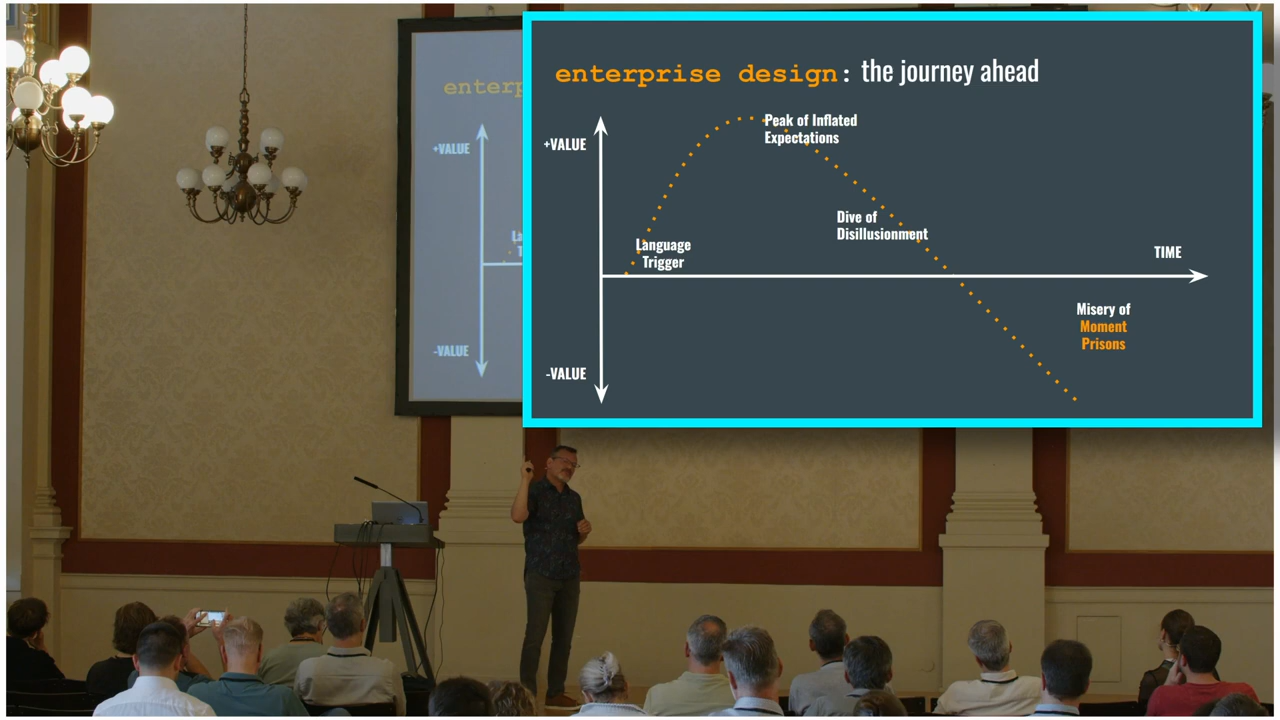 enterprise design: the journey ahead
+VALUE
Peak of Inflated
Expectations
Dive of
Disillusionment
Language
Trigger
TIME
Misery of
Moment
Prisons
-VALUE
enterp
+VALUE
-VALUE